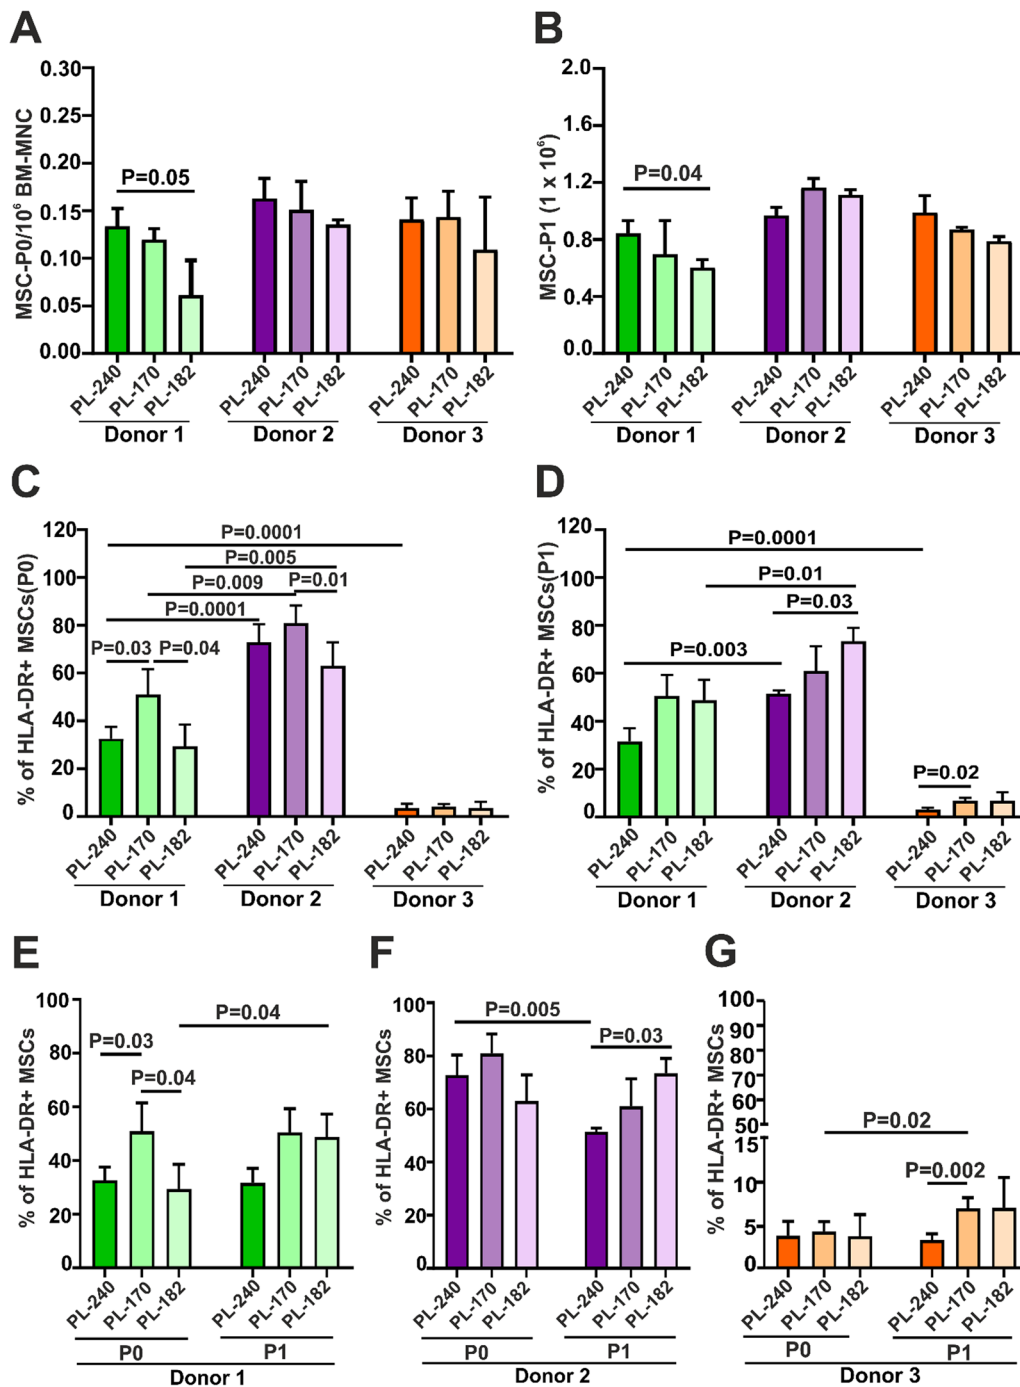 A
MSC-P0/10⁶ BM-MNC
0.30
0.25
0.20
0.15
0.10
0.05
0.00
P=0.05
PL-240 PL-170 PL-182 PL-240 PL-170 PL-182 PL-240 PL-170 PL-182
Donor 1 Donor 2 Donor 3
B
MSC-P1 (1 x 10⁶)
2.0
1.6
1.2
0.8
0.4
0.0
P=0.04
PL-240 PL-170 PL-182 PL-240 PL-170 PL-182 PL-240 PL-170 PL-182
Donor 1 Donor 2 Donor 3
C
% of HLA-DR+ MSCs(P0)
120
100
80
60
40
20
0
P=0.0001
P=0.005
P=0.009 P=0.01
P=0.0001
P=0.03 P=0.04
PL-240 PL-170 PL-182 PL-240 PL-170 PL-182 PL-240 PL-170 PL-182
Donor 1 Donor 2 Donor 3
D
% of HLA-DR+ MSCs(P1)
120
100
80
60
40
20
0
P=0.0001
P=0.01
P=0.03
P=0.003
P=0.02
PL-240 PL-170 PL-182 PL-240 PL-170 PL-182 PL-240 PL-170 PL-182
Donor 1 Donor 2 Donor 3
E
% of HLA-DR+ MSCs
100
80
60
40
20
0
P=0.04
P=0.03
P=0.04
PL-240 PL-170 PL-182 PL-240 PL-170 PL-182
P0 P1
Donor 1
F
% of HLA-DR+ MSCs
100
80
60
40
20
0
P=0.005
P=0.03
PL-240 PL-170 PL-182 PL-240 PL-170 PL-182
P0 P1
Donor 2
G
% of HLA-DR+ MSCs
100
90
80
70
60
50
15
10
5
0
P=0.02
P=0.002
PL-240 PL-170 PL-182 PL-240 PL-170 PL-182
P0 P1
Donor 3